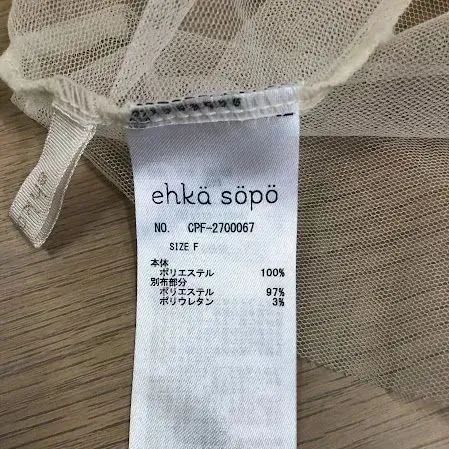 ehkä söpö
NO. CPF-2700067
SIZE F
本体
ポリエステル 100%
別布部分
ポリエステル 97%
ポリウレタン 3%